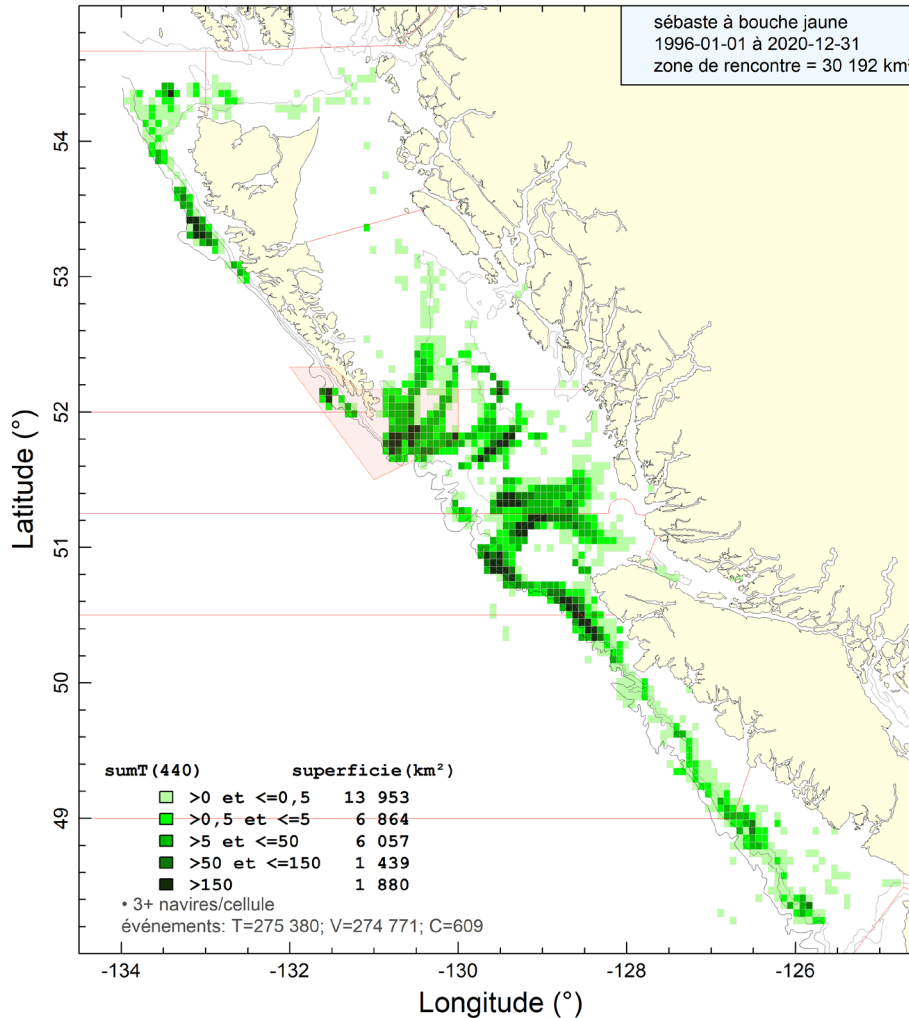 sébaste à bouche jaune
1996-01-01 à 2020-12-31
zone de rencontre = 30 192 km²
54
53
52
51
50
49
Latitude (°)
sumT(440) superficie(km²)
>0 et <=0,5 13 953
>0,5 et <=5 6 864
>5 et <=50 6 057
>50 et <=150 1 439
>150 1 880
• 3+ navires/cellule
événements: T=275 380; V=274 771; C=609
-134 -132 -130 -128 -126
Longitude (°)